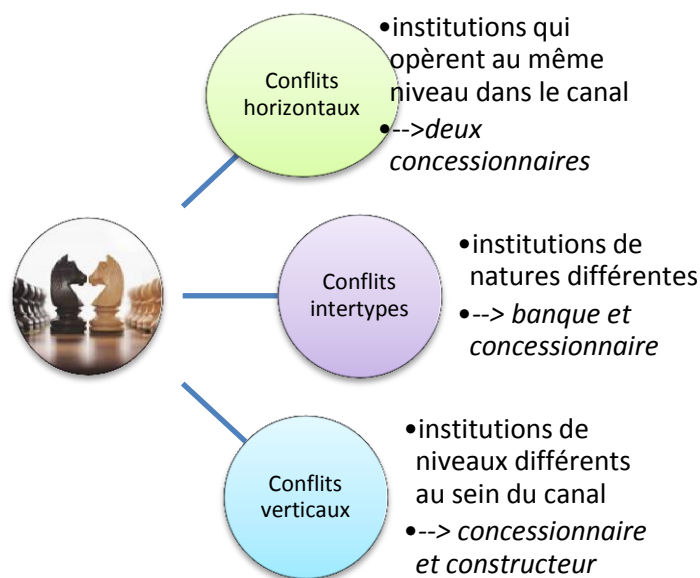 Conflits
horizontaux
•institutions qui
opèrent au même
niveau dans le canal
•-->deux
concessionnaires
Conflits
intertypes
•institutions de
natures différentes
•--> banque et
concessionnaire
Conflits
verticaux
•institutions de
niveaux différents
au sein du canal
•--> concessionnaire
et constructeur